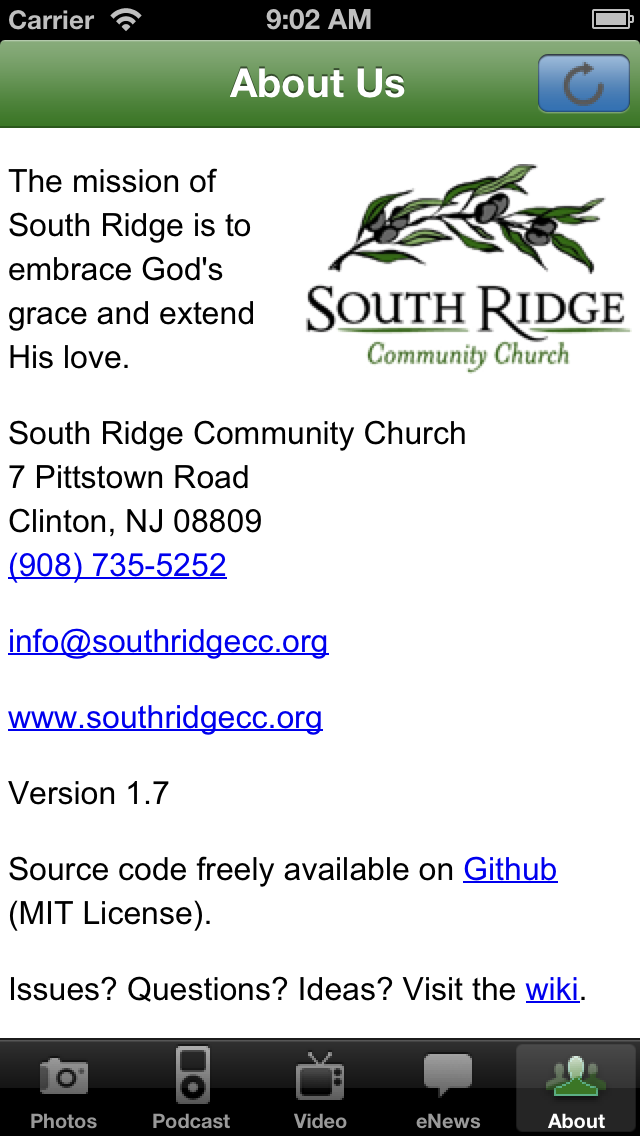 Carrier 9:02 AM
About Us
The mission of
South Ridge is to
embrace God's
grace and extend
His love.
SOUTH RIDGE
Community Church
South Ridge Community Church
7 Pittstown Road
Clinton, NJ 08809
(908) 735-5252
info@southridgecc.org
www.southridgecc.org
Version 1.7
Source code freely available on Github
(MIT License).
Issues? Questions? Ideas? Visit the wiki.
Photos Podcast Video eNews About